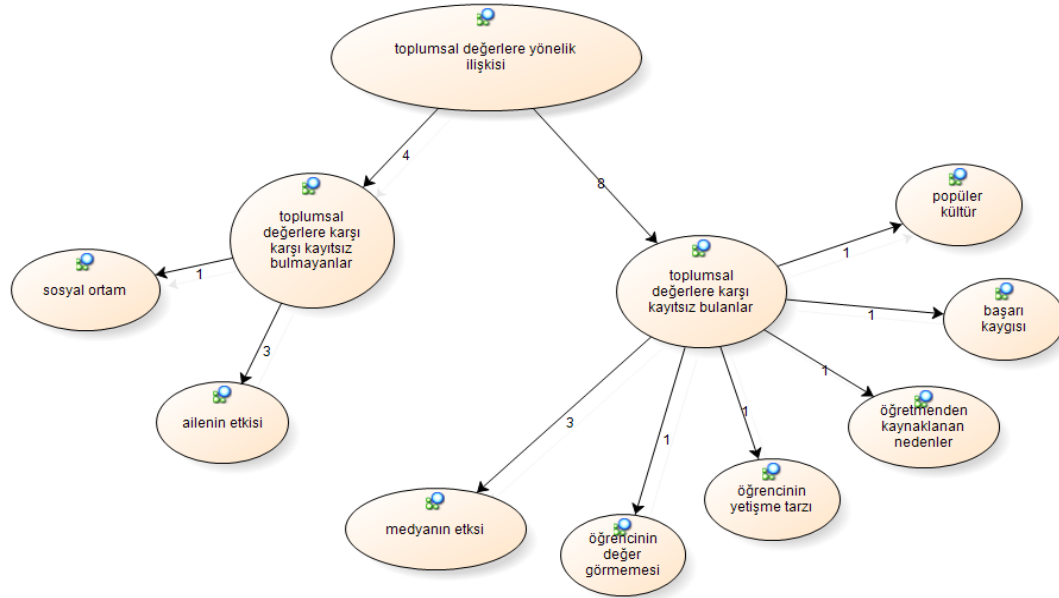 toplumsal değerlere yönelik
ilişkisi
4
8
toplumsal
değerlere karşı
karşı kayıtsız
bulmayanlar
popüler
kültür
1
sosyal ortam
1
toplumsal
değerlere karşı
kayıtsız bulanlar
başarı
kaygısı
1
3
ailenin etkisi
1
öğretmenden
kaynaklanan
nedenler
3
1
1
öğrencinin
yetişme tarzı
medyanın etksi
öğrencinin
değer
görmemesi